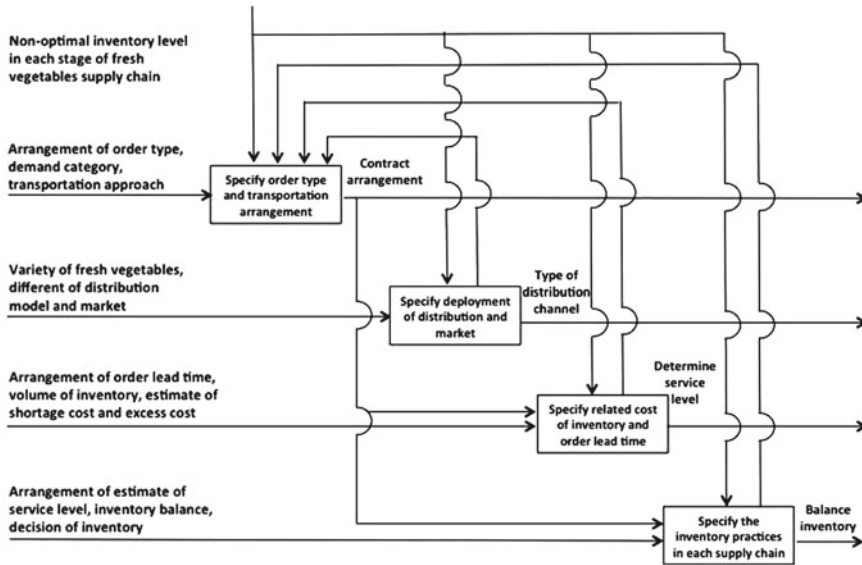 Non-optimal inventory level
in each stage of fresh
vegetables supply chain
Arrangement of order type,
demand category,
transportation approach
Specify order type
and transportation
arrangement
Contract
arrangement
Variety of fresh vegetables,
different of distribution
model and market
Specify deployment
of distribution and
market
Type of
distribution
channel
Arrangement of order lead time,
volume of inventory, estimate of
shortage cost and excess cost
Specify related cost
of inventory and
order lead time
Determine
service
level
Arrangement of estimate of
service level, inventory balance,
decision of inventory
Specify the
inventory practices
in each supply chain
Balance
inventory